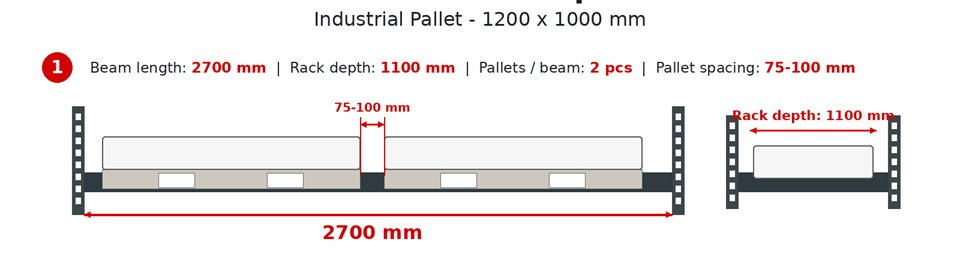 Industrial Pallet - 1200 x 1000 mm
1 Beam length: 2700 mm | Rack depth: 1100 mm | Pallets / beam: 2 pcs | Pallet spacing: 75-100 mm
75-100 mm
Rack depth: 1100 mm
2700 mm